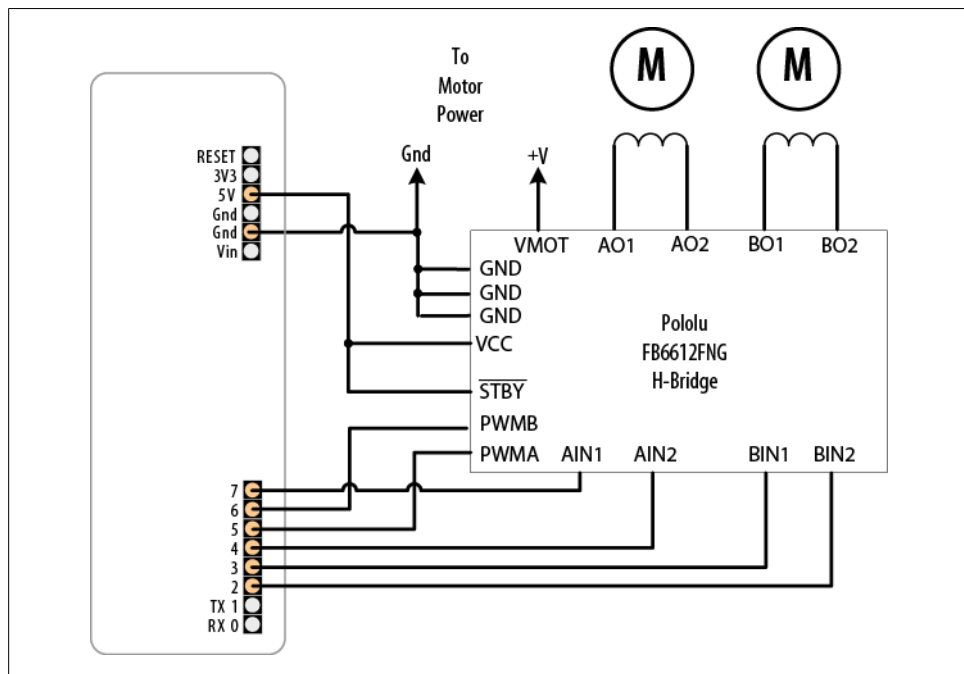 To
Motor
Power
M
M
Gnd
+V
RESET
3V3
5V
Gnd
Gnd
Vin
VMOT
AO1
AO2
BO1
BO2
GND
GND
GND
VCC
STBY
PWMB
PWMA
Pololu
FB6612FNG
H-Bridge
AIN1
AIN2
BIN1
BIN2
7
6
5
4
3
2
TX 1
RX 0